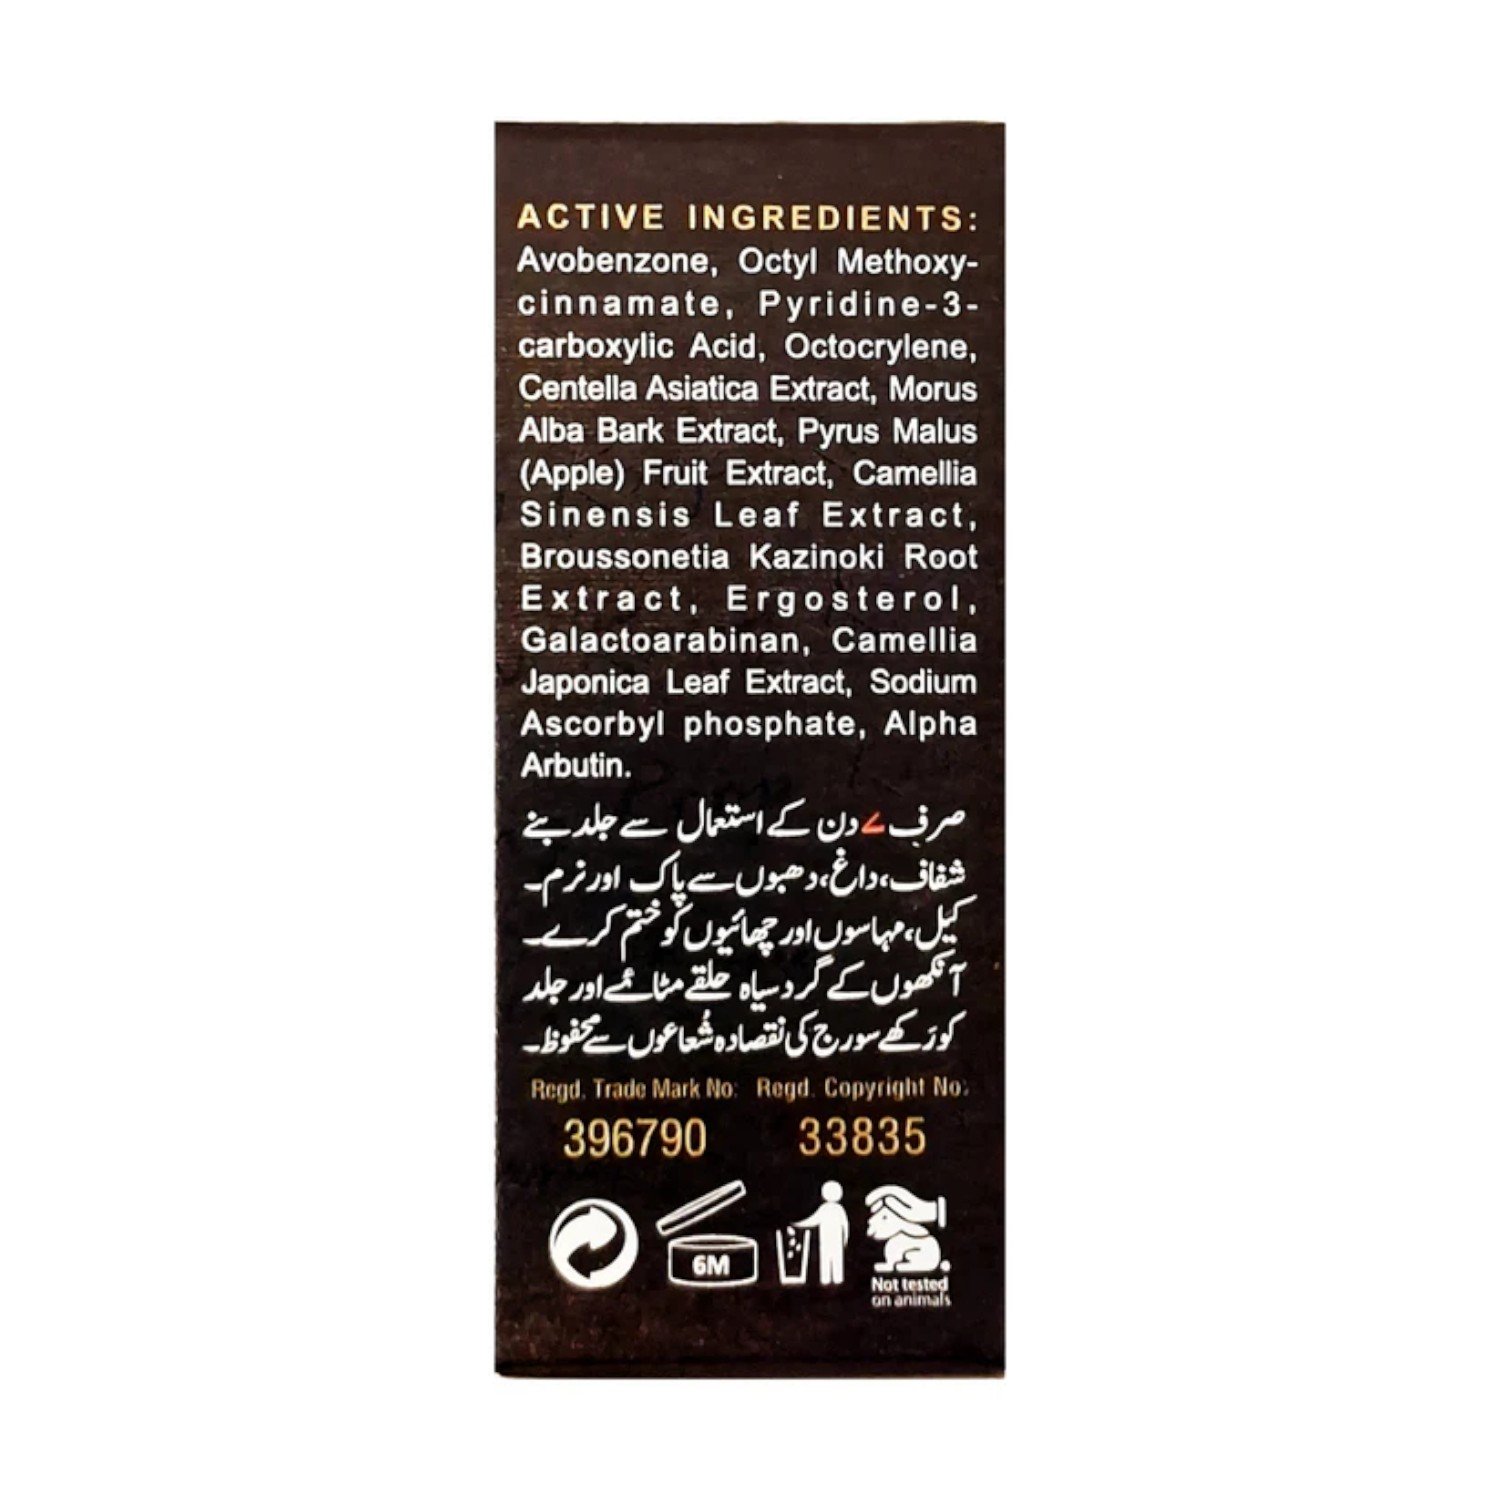 ACTIVE INGREDIENTS:
Avobenzone, Octyl Methoxy-
cinnamate, Pyridine-3-
carboxylic Acid, Octocrylene,
Centella Asiatica Extract, Morus
Alba Bark Extract, Pyrus Malus
(Apple) Fruit Extract, Camellia
Sinensis Leaf Extract,
Broussonetia Kazinoki Root
Extract, Ergosterol,
Galactoarabinan, Camellia
Japonica Leaf Extract, Sodium
Ascorbyl phosphate, Alpha
Arbutin.
صرف ۷ دن کے استعمال سے جلد بنے
شفاف، داغ، دھبوں سے پاک اور نرم۔
کیل، مہاسوں اور چھائیوں کو ختم کرے۔
آنکھوں کے گرد سیاہ حلقے مٹائے اور جلد
کو رَکھے سورج کی نقصادہ شُعاعوں سے محفوظ۔
Regd. Trade Mark No: Regd. Copyright No:
396790 33835
6M
Not tested
on animals